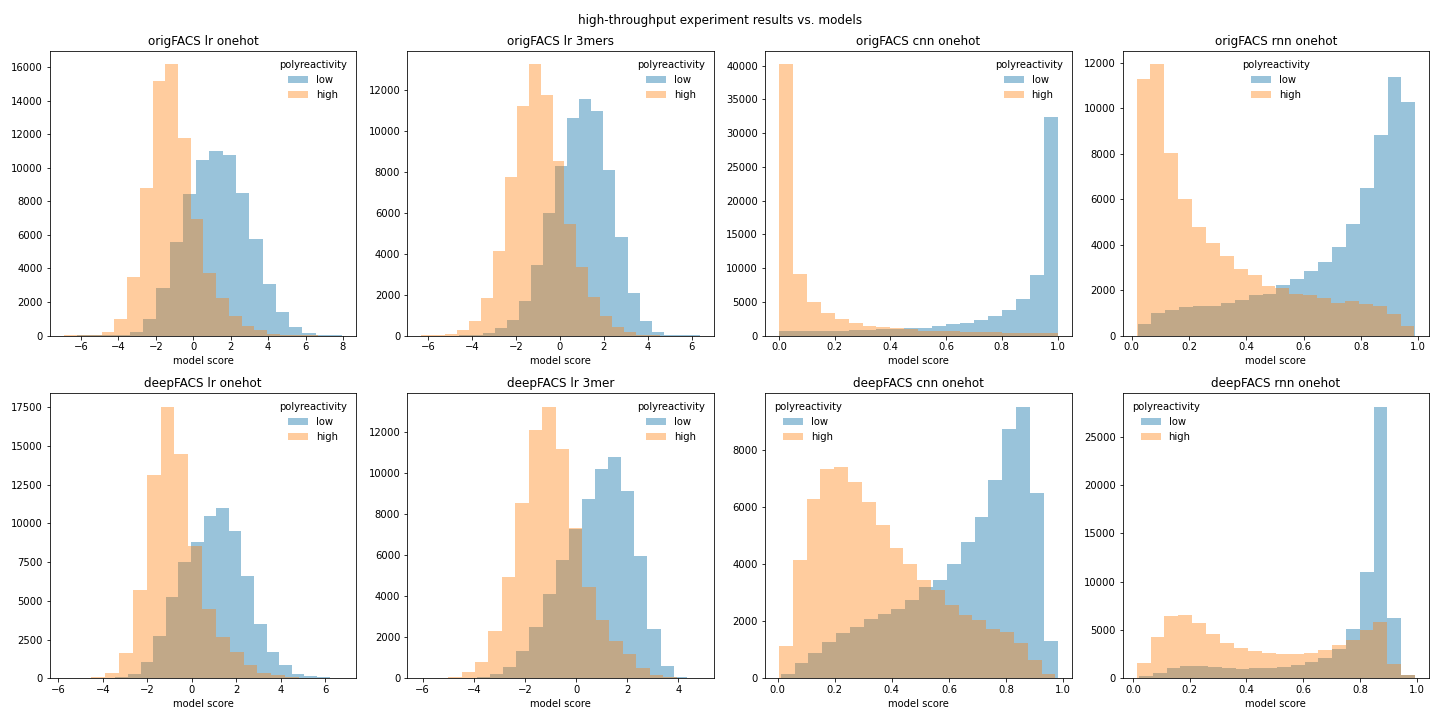 high-throughput experiment results vs. models
origFACS lr onehot
polyreactivity
low
high
16000
14000
12000
10000
8000
6000
4000
2000
0
−6 −4 −2 0 2 4 6 8
model score
origFACS lr 3mers
polyreactivity
low
high
12000
10000
8000
6000
4000
2000
0
−6 −4 −2 0 2 4 6
model score
origFACS cnn onehot
polyreactivity
low
high
40000
35000
30000
25000
20000
15000
10000
5000
0
0.0 0.2 0.4 0.6 0.8 1.0
model score
origFACS rnn onehot
polyreactivity
low
high
12000
10000
8000
6000
4000
2000
0
0.0 0.2 0.4 0.6 0.8 1.0
model score
deepFACS lr onehot
polyreactivity
low
high
17500
15000
12500
10000
7500
5000
2500
0
−6 −4 −2 0 2 4 6
model score
deepFACS lr 3mer
polyreactivity
low
high
12000
10000
8000
6000
4000
2000
0
−6 −4 −2 0 2 4
model score
deepFACS cnn onehot
polyreactivity
low
high
8000
6000
4000
2000
0
0.0 0.2 0.4 0.6 0.8 1.0
model score
deepFACS rnn onehot
polyreactivity
low
high
25000
20000
15000
10000
5000
0
0.0 0.2 0.4 0.6 0.8 1.0
model score